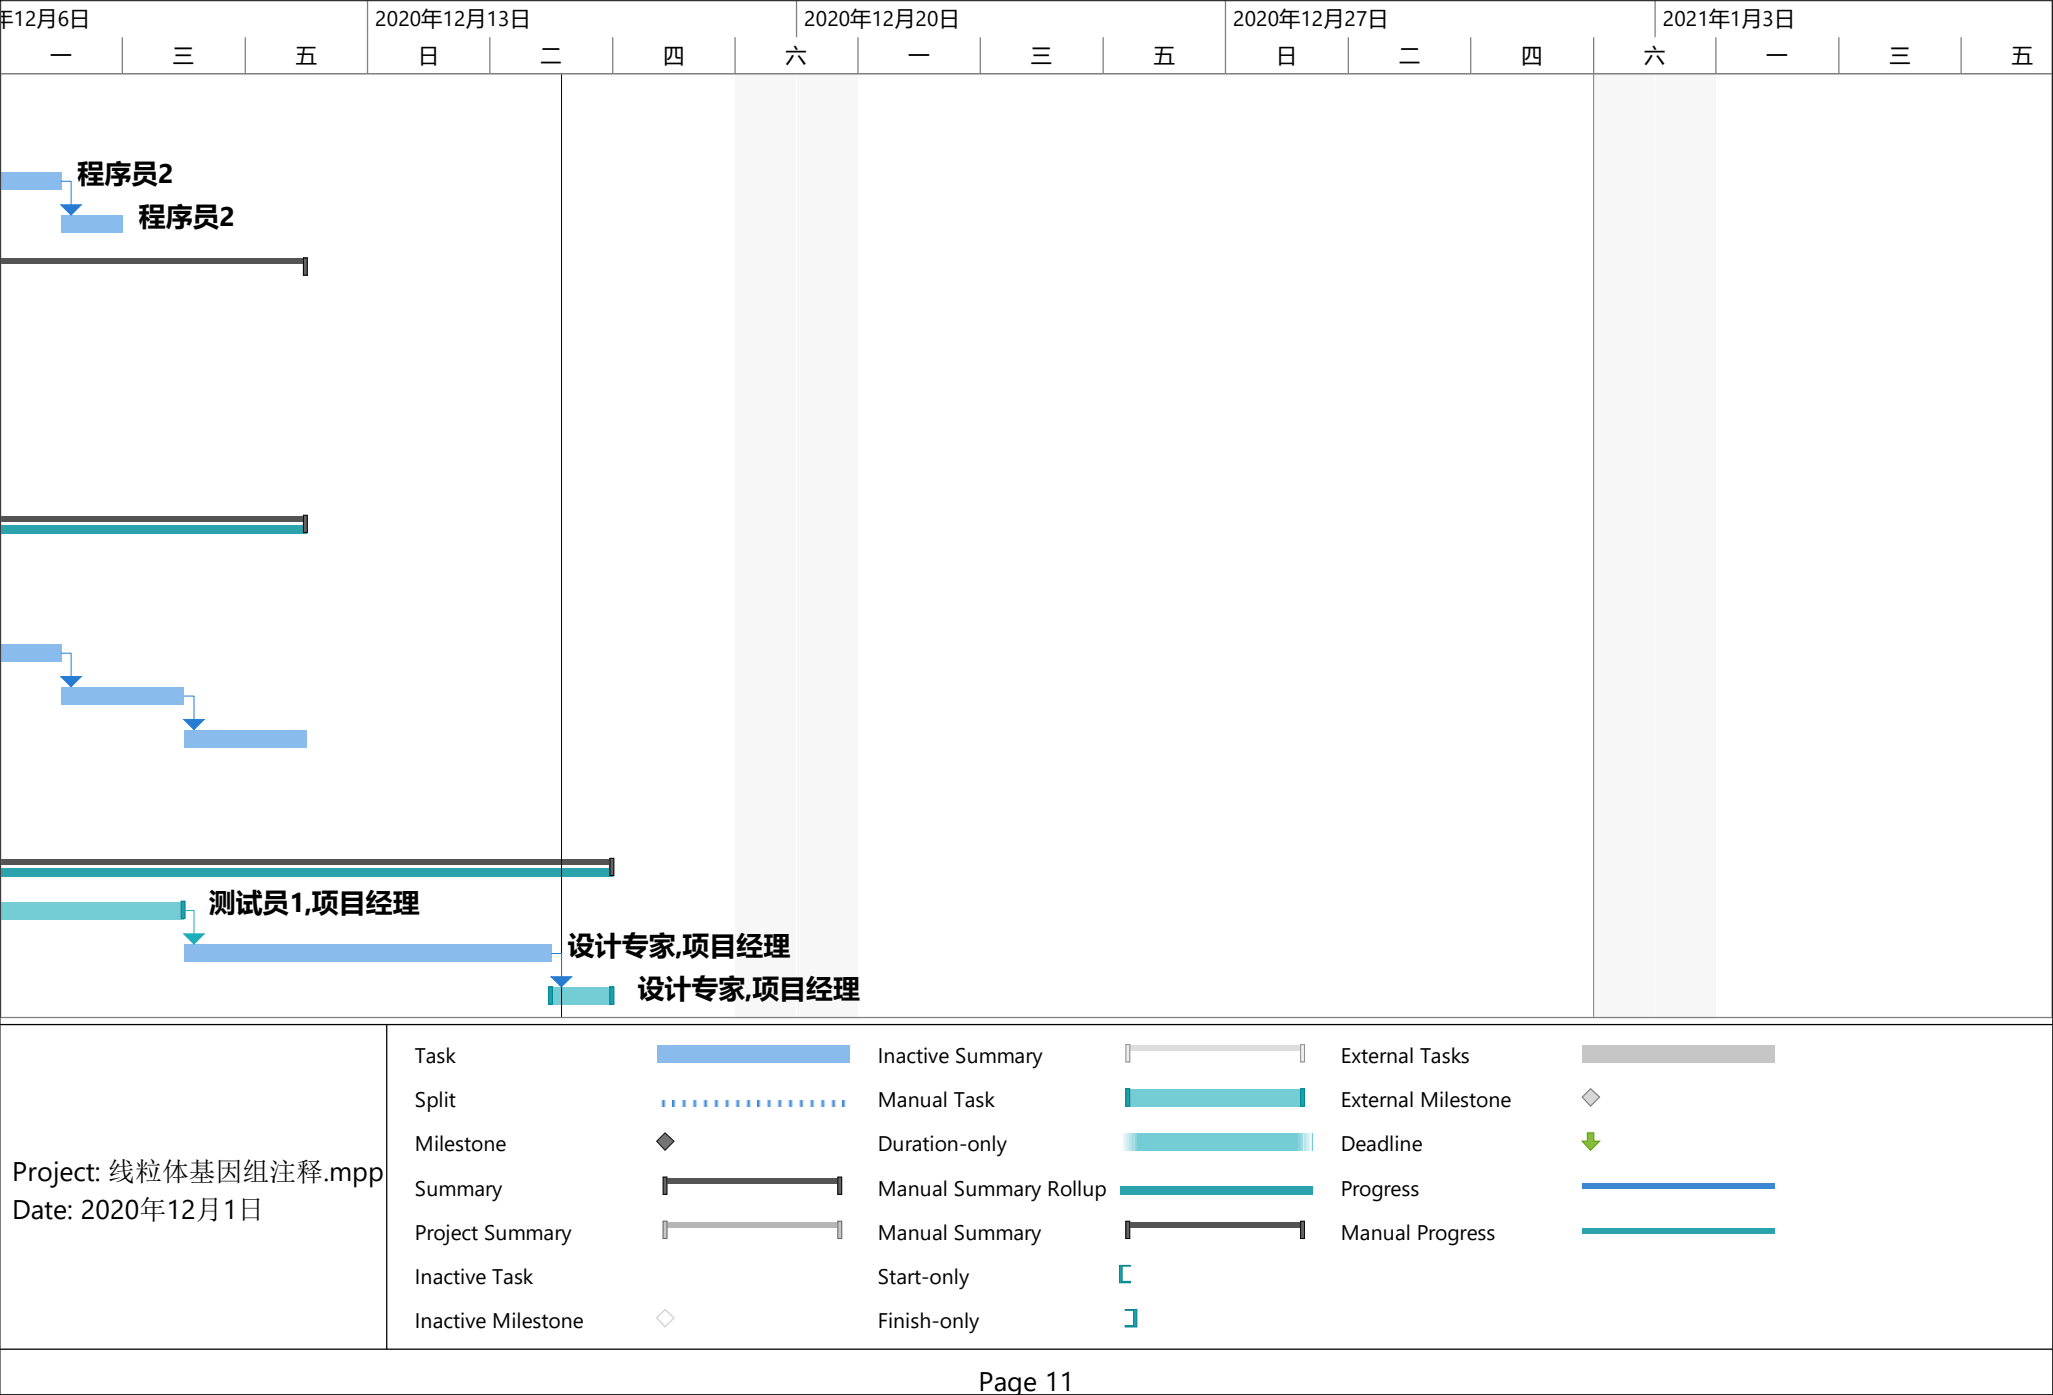 年12月6日 2020年12月13日 2020年12月20日 2020年12月27日 2021年1月3日
一 三 五 日 二 四 六 一 三 五 日 二 四 六 一 三 五
程序员2
程序员2
测试员1,项目经理
设计专家,项目经理
设计专家,项目经理
Project: 线粒体基因组注释.mpp
Date: 2020年12月1日
Task
Split
Milestone
Summary
Project Summary
Inactive Task
Inactive Milestone
Inactive Summary
Manual Task
Duration-only
Manual Summary Rollup
Manual Summary
Start-only
Finish-only
External Tasks
External Milestone
Deadline
Progress
Manual Progress
Page 11